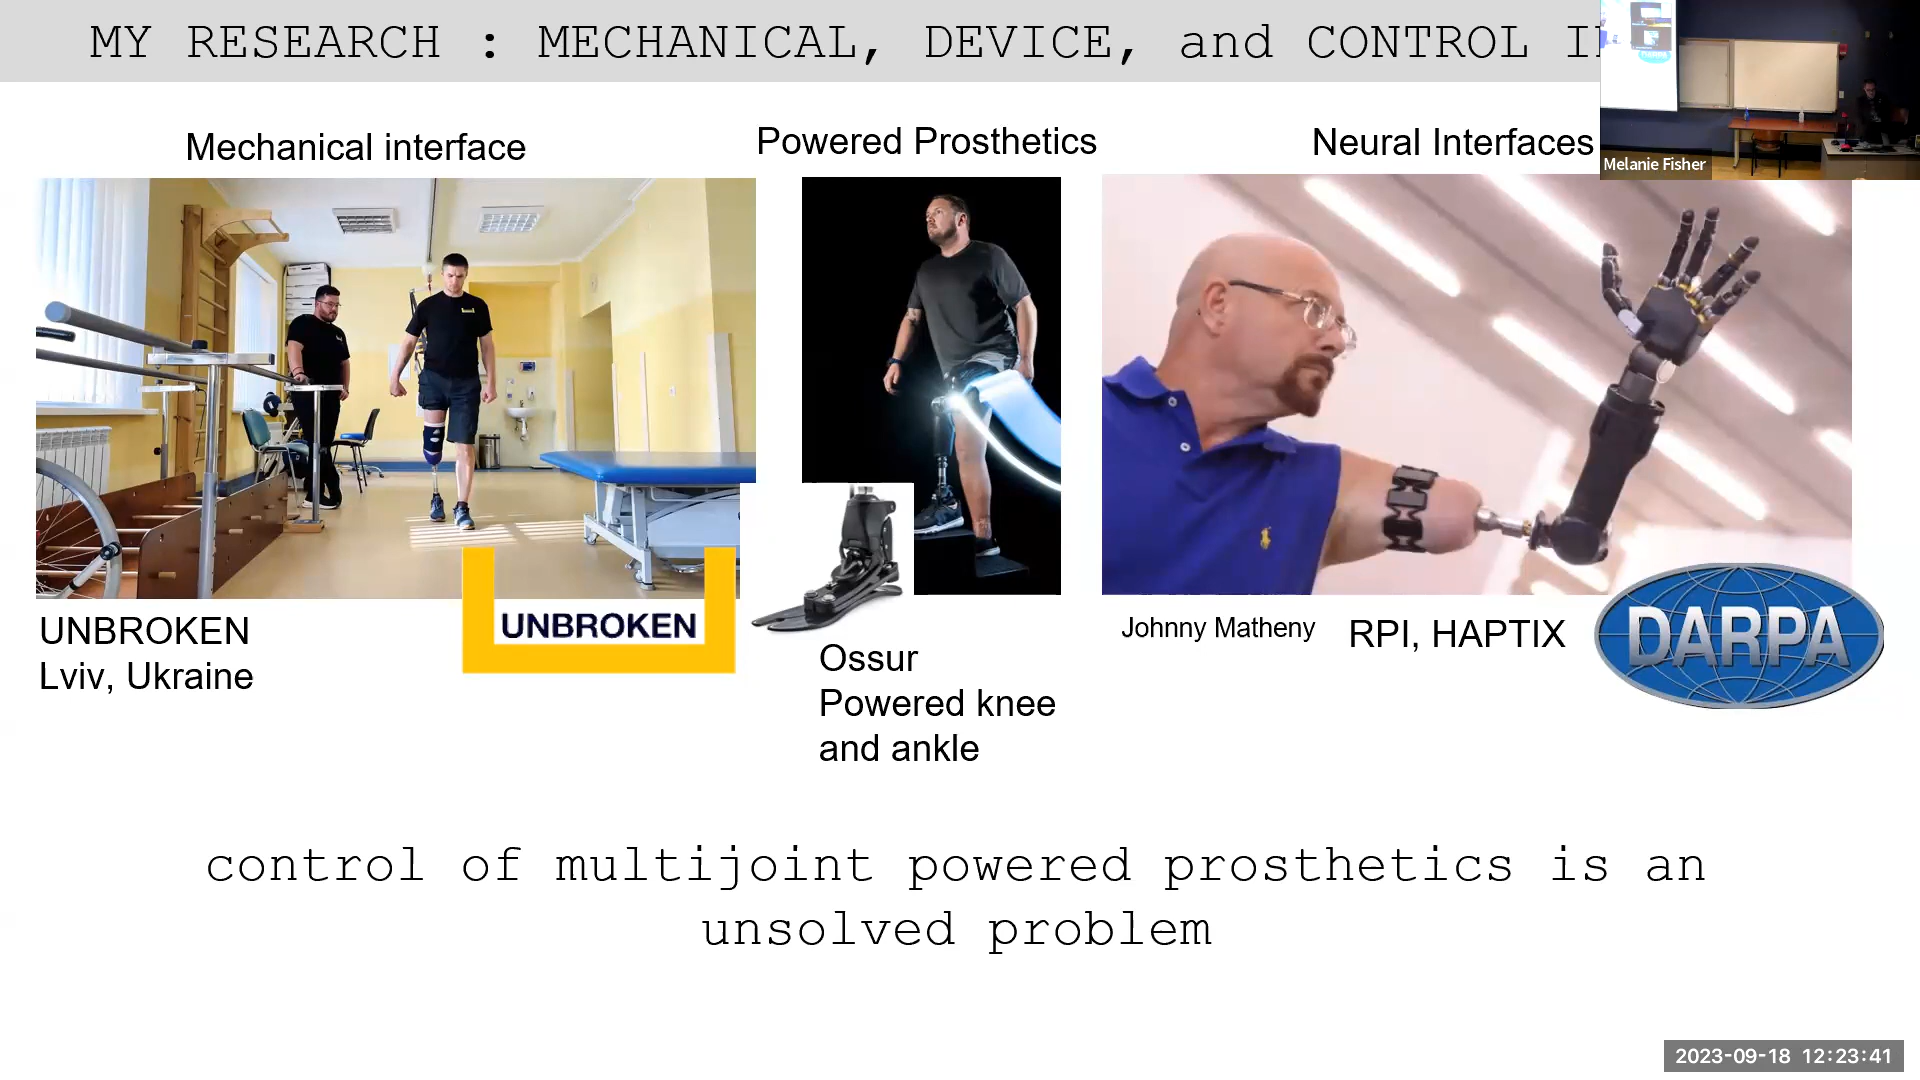 MY RESEARCH : MECHANICAL, DEVICE, and CONTROL
Melanie Fisher
Mechanical interface
Powered Prosthetics
Neural Interfaces
UNBROKEN
Lviv, Ukraine
UNBROKEN
Ossur
Powered knee
and ankle
Johnny Matheny
RPI, HAPTIX
DARPA
control of multijoint powered prosthetics is an
unsolved problem
2023-09-18 12:23:41